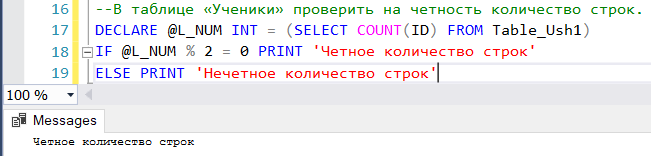 16 --В таблице «Ученики» проверить на четность количество строк.
17 DECLARE @L_NUM INT = (SELECT COUNT(ID) FROM Table_Ush1)
18 IF @L_NUM % 2 = 0 PRINT 'Четное количество строк'
19 ELSE PRINT 'Нечетное количество строк'
100 %
Messages
Четное количество строк